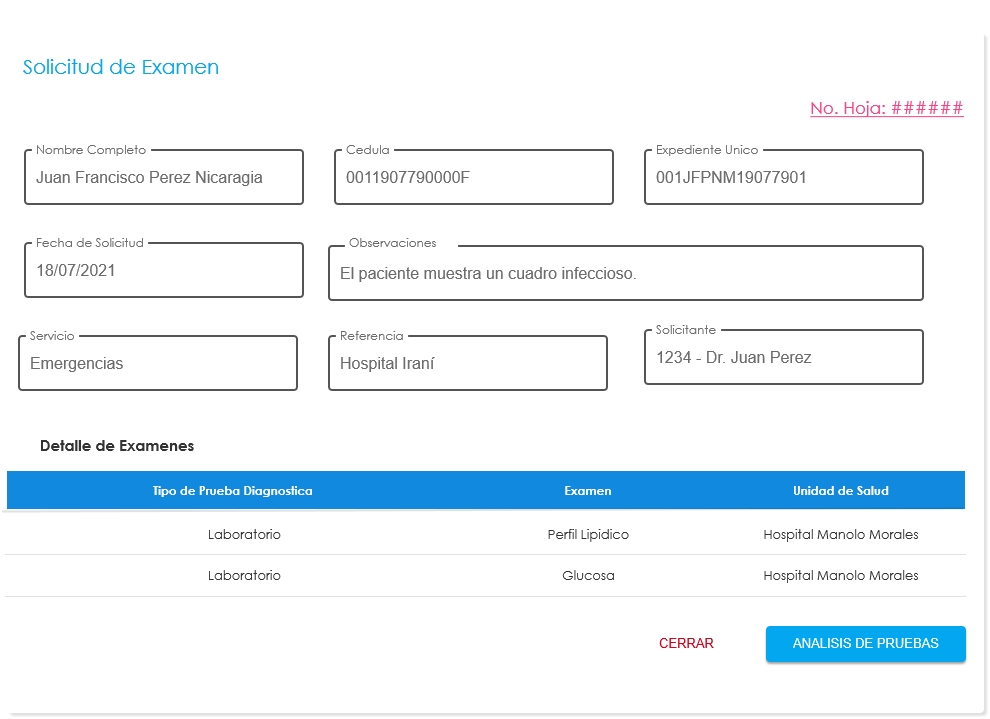 Solicitud de Examen
No. Hoja: ######
Nombre Completo
Juan Francisco Perez Nicaragia
Cedula
0011907790000F
Expediente Unico
001JFPNM19077901
Fecha de Solicitud
18/07/2021
Observaciones
El paciente muestra un cuadro infeccioso.
Servicio
Emergencias
Referencia
Hospital Iraní
Solicitante
1234 - Dr. Juan Perez
Detalle de Examenes
Tipo de Prueba Diagnostica Examen Unidad de Salud
Laboratorio Perfil Lipidico Hospital Manolo Morales
Laboratorio Glucosa Hospital Manolo Morales
CERRAR ANALISIS DE PRUEBAS